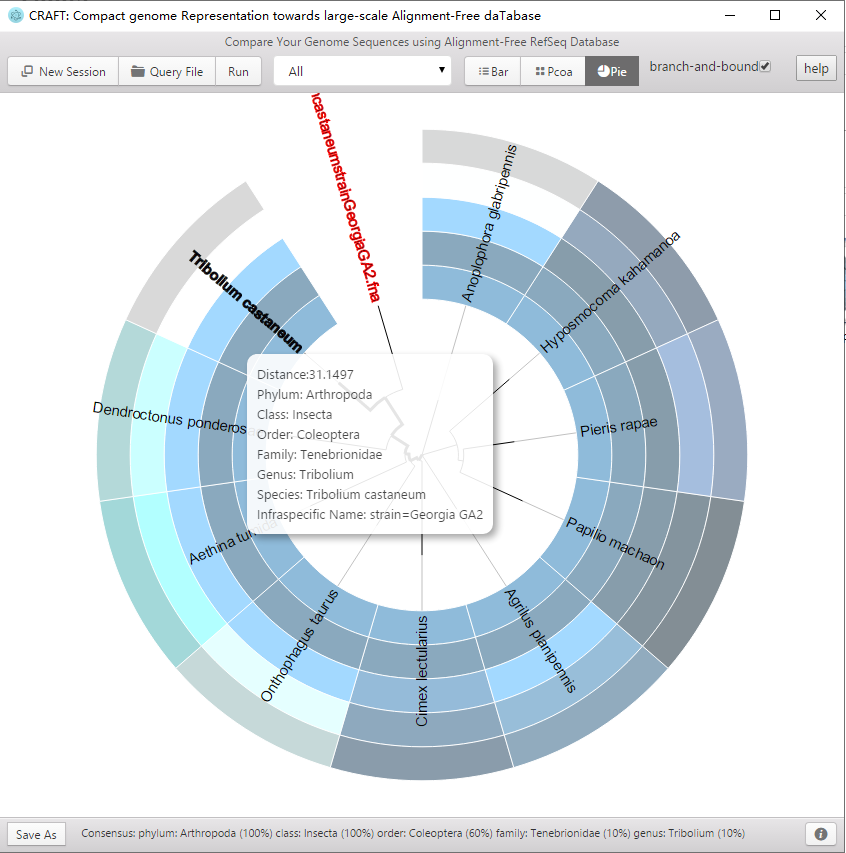 CRAFT: Compact genome Representation towards large-scale Alignment-Free daTabase
Compare Your Genome Sequences using Alignment-Free RefSeq Database
New Session
Query File
Run
All
Bar
Pcoa
Pie
branch-and-bound
help
castaneumstrainGeorgiaGA2.fna
Anoplophora glabripennis
Hyposmocoma kahamanoa
Tribolium castaneum
Pieris rapae
Dendroctonus
Papilio machaon
Aethina
Agrilus planipennis
Onthophagus taurus
Cimex lectularius
Distance:31.1497
Phylum: Arthropoda
Class: Insecta
Order: Coleoptera
Family: Tenebrionidae
Genus: Tribolium
Species: Tribolium castaneum
Infraspecific Name: strain=Georgia GA2
Save As
Consensus: phylum: Arthropoda (100%) class: Insecta (100%) order: Coleoptera (60%) family: Tenebrionidae (10%) genus: Tribolium (10%)